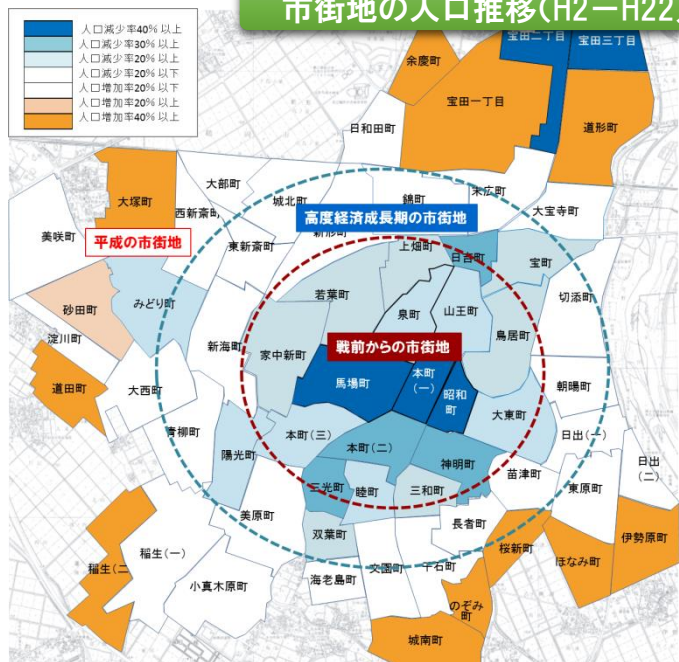 市街地の人口推移(H2－H22)
人口減少率40%以上
人口減少率30%以上
人口減少率20%以上
人口減少率20%以下
人口増加率20%以下
人口増加率20%以上
人口増加率40%以上
宝田二丁目
宝田三丁目
余慶町
宝田一丁目
道形町
日和田町
大塚町
大部町
西新斎町
城北町
錦町
末広町
大宝寺町
高度経済成長期の市街地
美咲町
平成の市街地
東新斎町
新形町
上畑町
日吉町
宝町
切添町
若葉町
泉町
山王町
鳥居町
砂田町
みどり町
淀川町
新海町
家中新町
戦前からの市街地
道田町
大西町
馬場町
本町
(一)
昭和
町
朝暘町
大東町
青柳町
陽光町
本町(三)
本町(二)
神明町
日出(一)
日出
(二)
苗津町
東原町
三光町
睦町
三和町
美原町
双葉町
長者町
桜新町
ほなみ町
伊勢原町
稲生(二
稲生(一)
小真木原町
海老島町
文園町
千石町
のぞみ
町
城南町